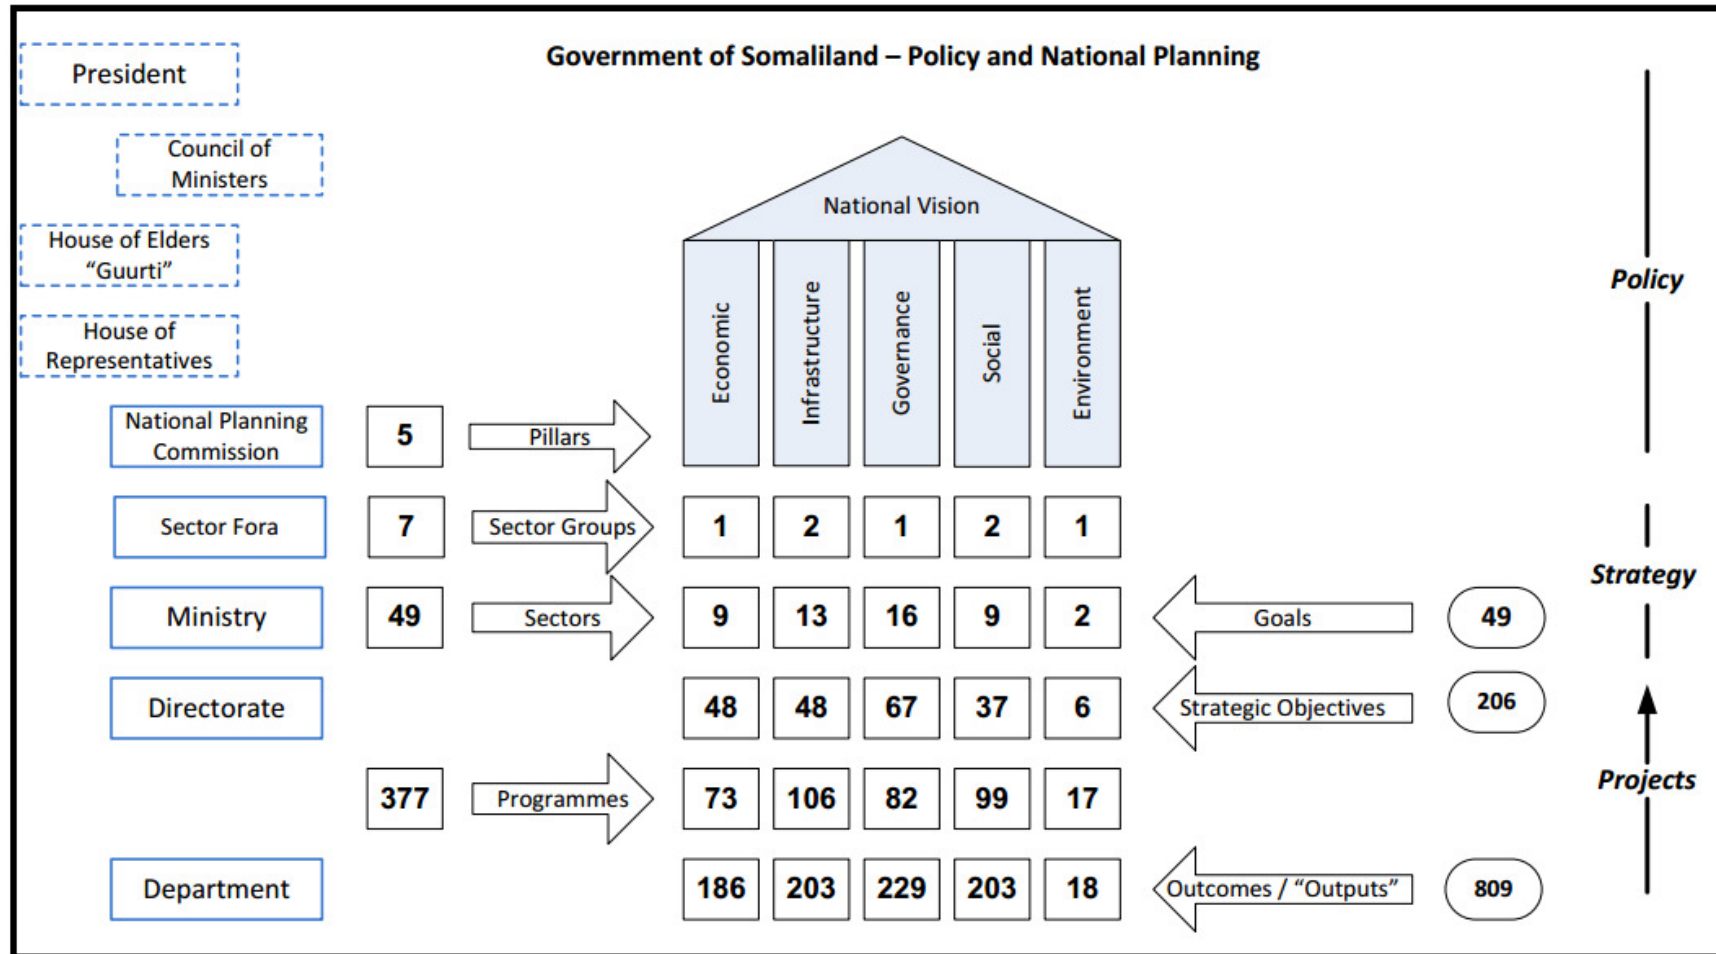 Government of Somaliland – Policy and National Planning
President
Council of
Ministers
House of Elders
“Guurti”
House of
Representatives
National Vision
Economic
Infrastructure
Governance
Social
Environment
Policy
National Planning
Commission
5
Pillars
Sector Fora
7
Sector Groups
1 2 1 2 1
Strategy
Ministry
49
Sectors
9 13 16 9 2
Goals
49
Directorate
48 48 67 37 6
Strategic Objectives
206
377
Programmes
73 106 82 99 17
Projects
Department
186 203 229 203 18
Outcomes / “Outputs”
809